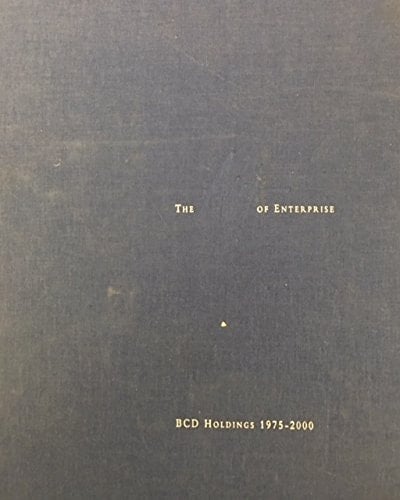 The of Enterprise
BCD Holdings 1975-2000